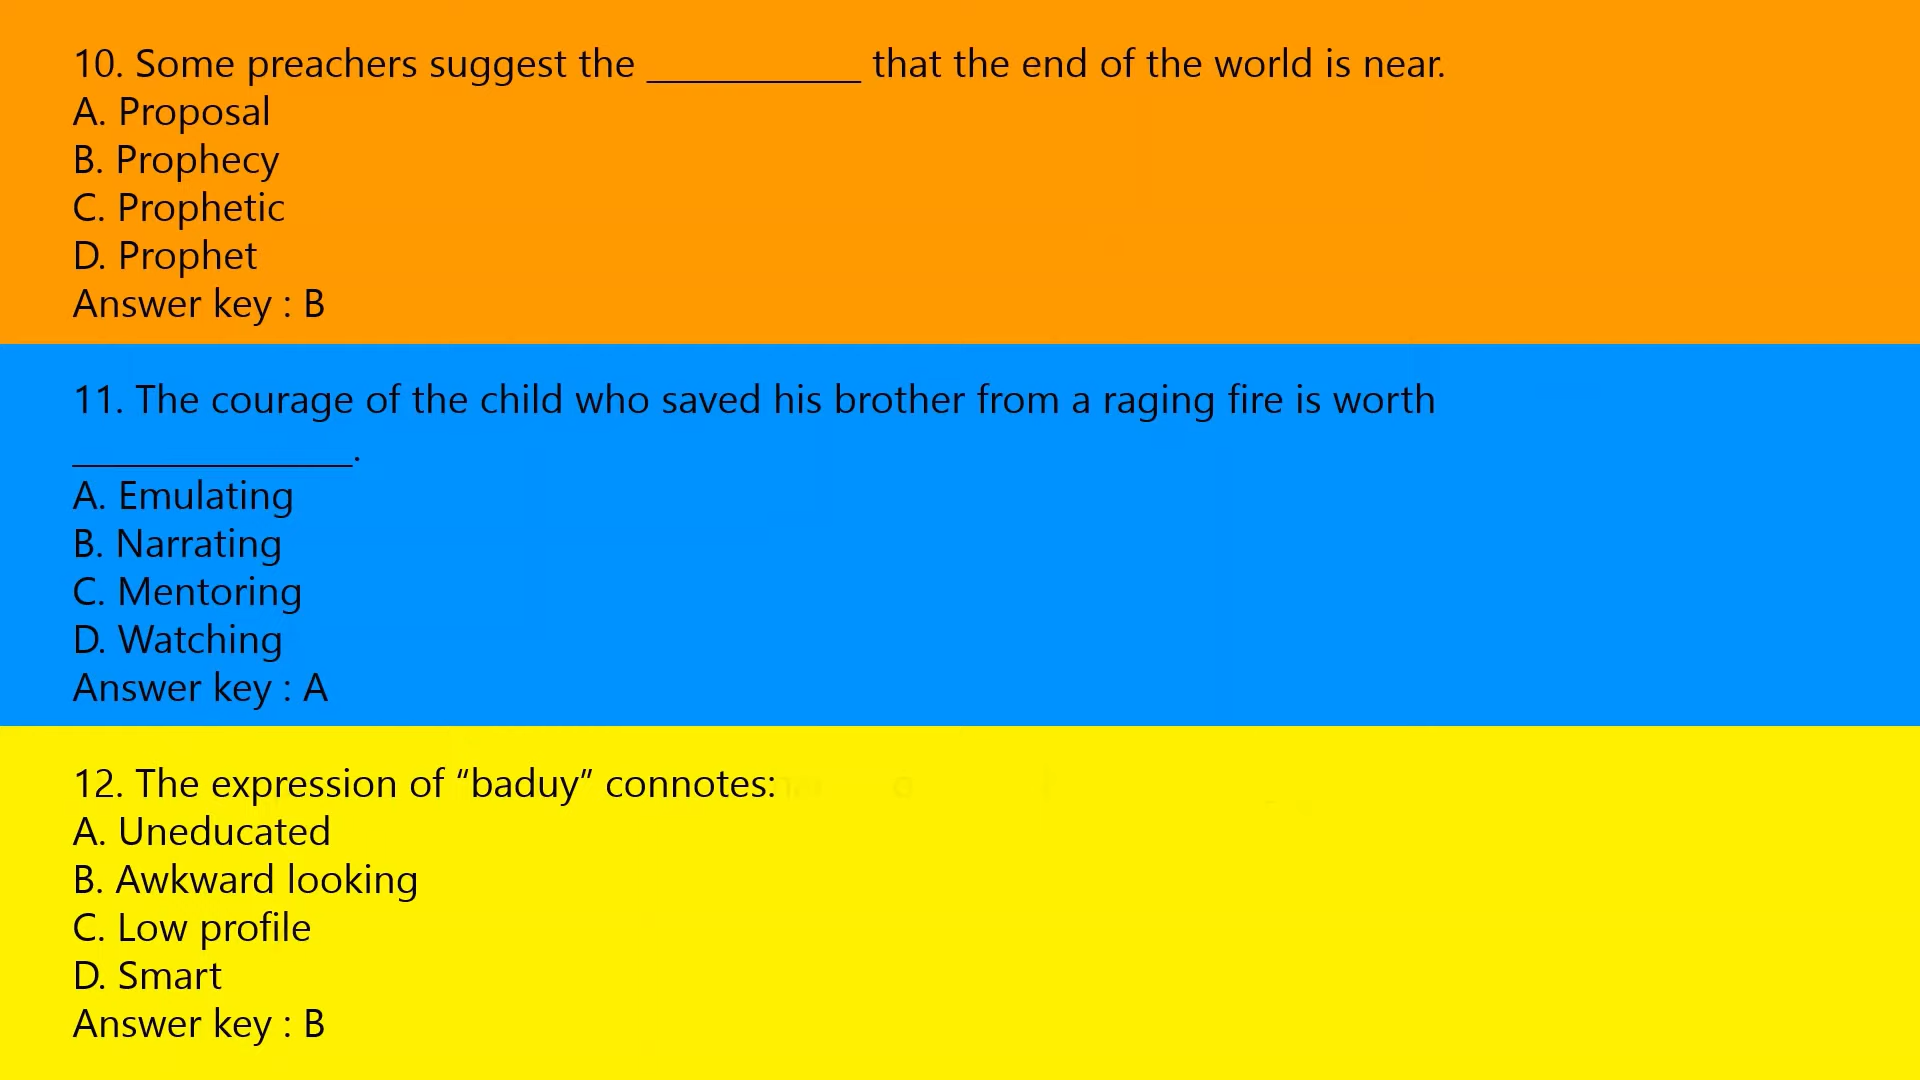 10. Some preachers suggest the ___________ that the end of the world is near.
A. Proposal
B. Prophecy
C. Prophetic
D. Prophet
Answer key : B
11. The courage of the child who saved his brother from a raging fire is worth
______________.
A. Emulating
B. Narrating
C. Mentoring
D. Watching
Answer key : A
12. The expression of “baduy” connotes:
A. Uneducated
B. Awkward looking
C. Low profile
D. Smart
Answer key : B